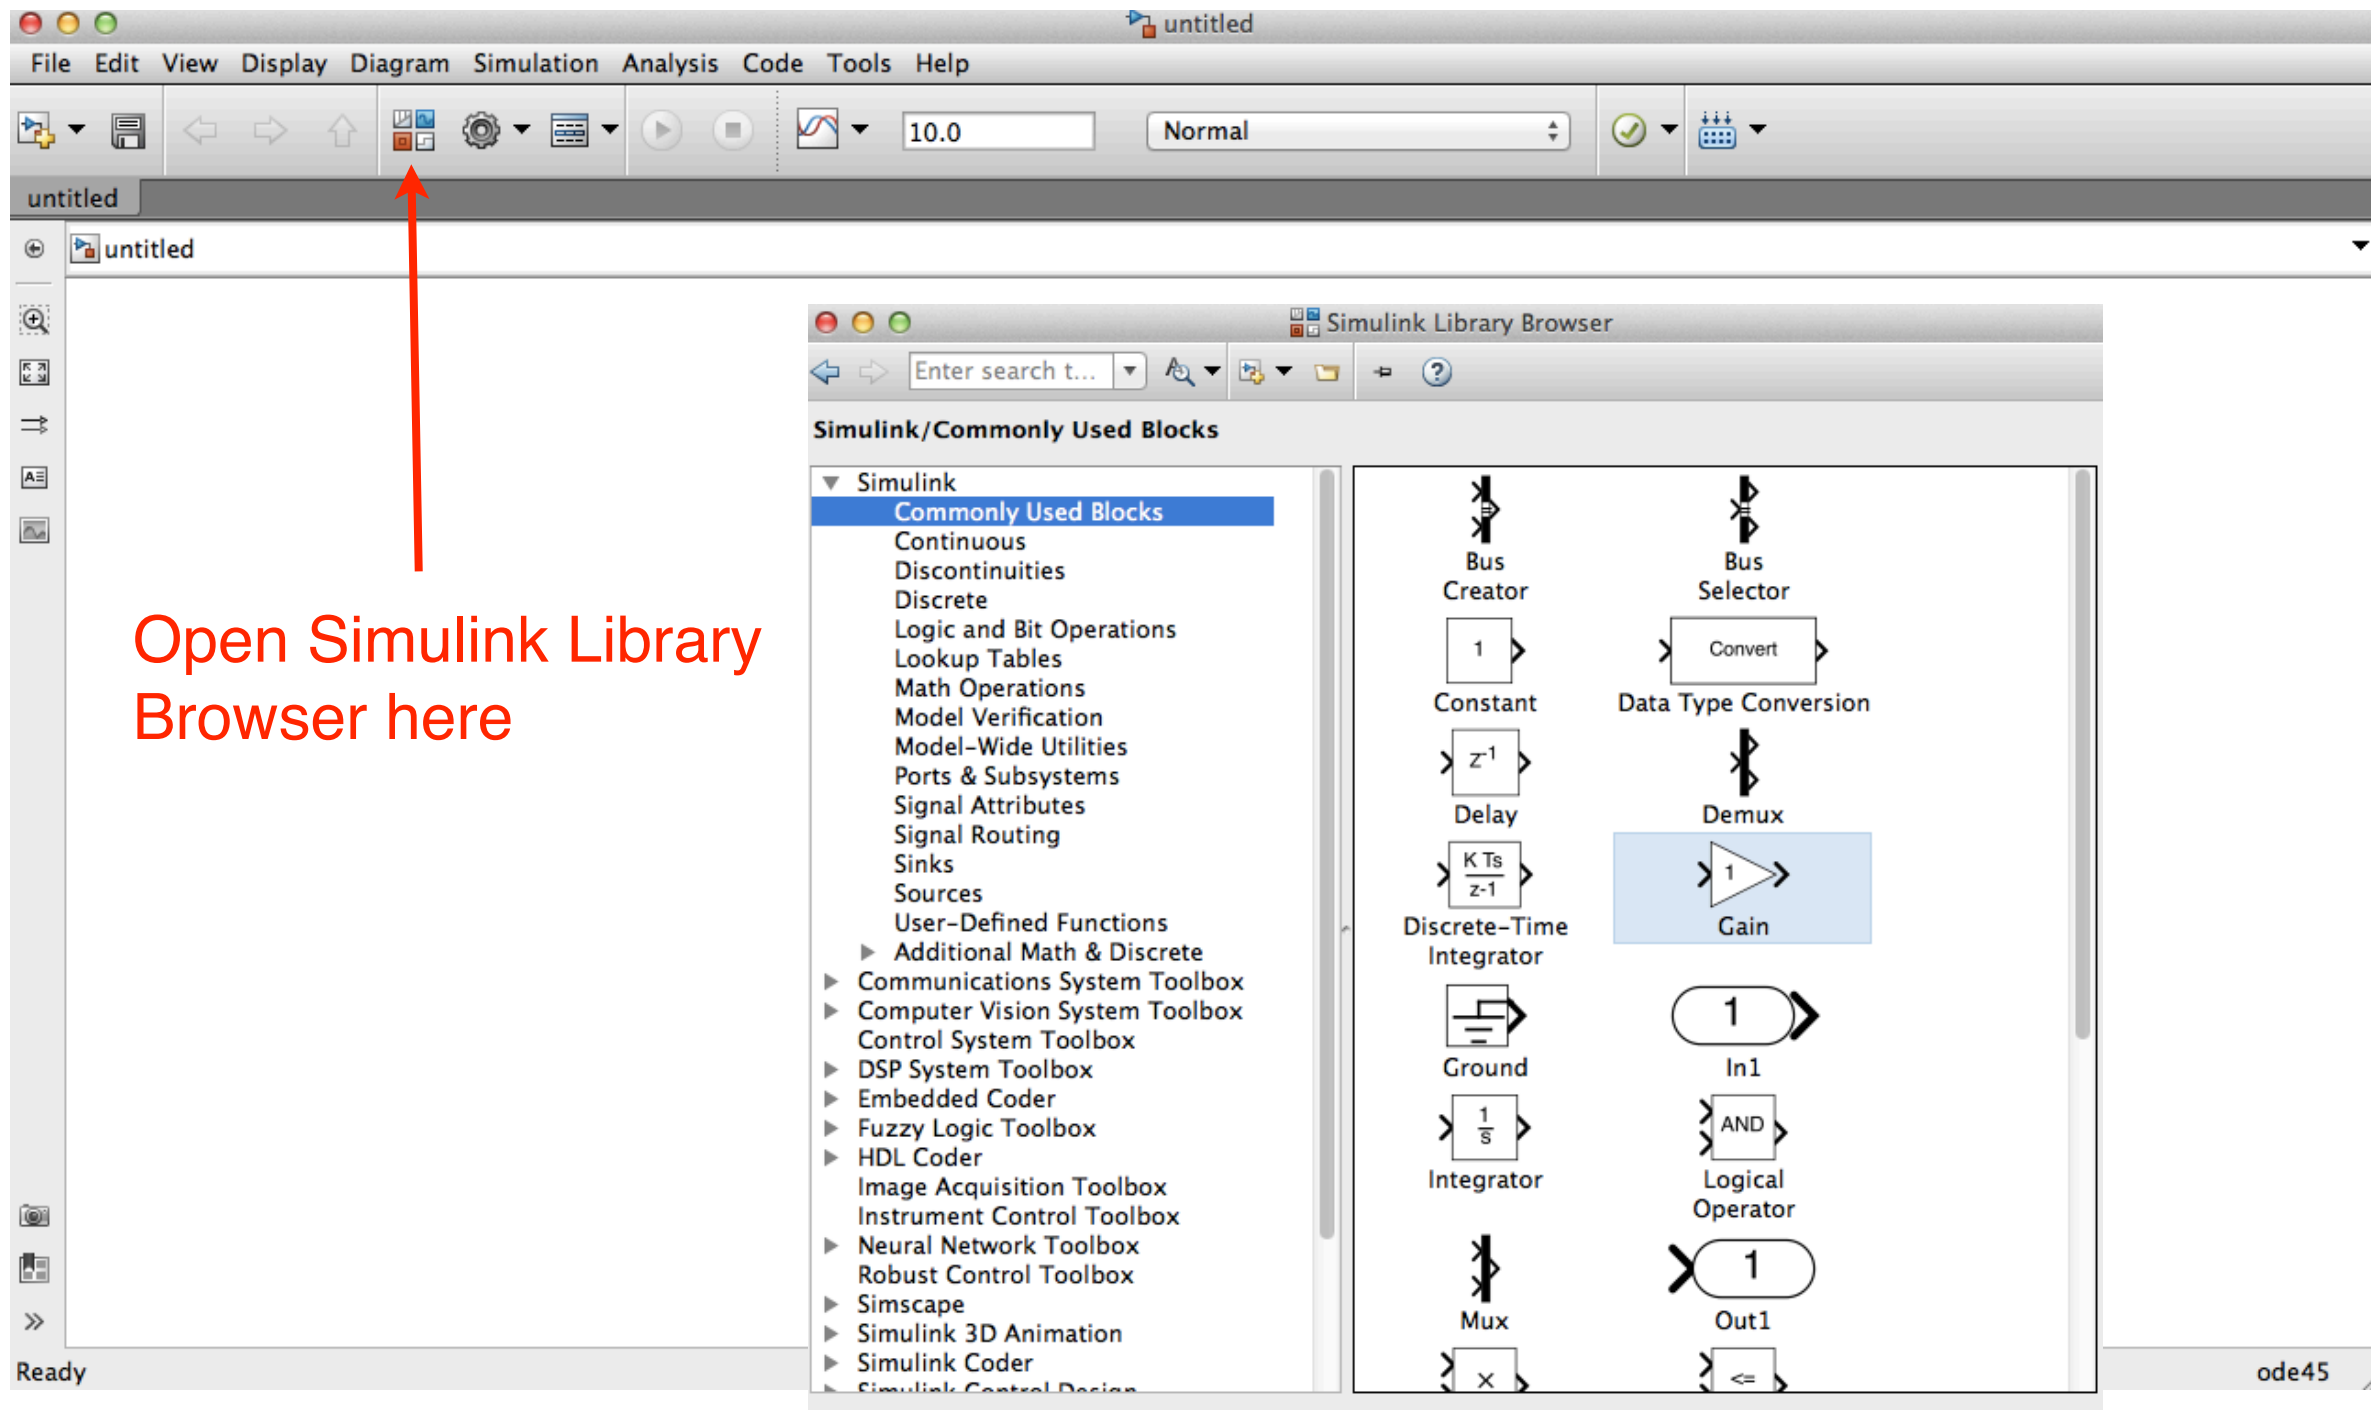 untitled
File Edit View Display Diagram Simulation Analysis Code Tools Help
10.0
Normal
untitled
untitled
Open Simulink Library
Browser here
Simulink Library Browser
Enter search t...
Simulink/Commonly Used Blocks
Simulink
Commonly Used Blocks
Continuous
Discontinuities
Discrete
Logic and Bit Operations
Lookup Tables
Math Operations
Model Verification
Model-Wide Utilities
Ports & Subsystems
Signal Attributes
Signal Routing
Sinks
Sources
User-Defined Functions
Additional Math & Discrete
Communications System Toolbox
Computer Vision System Toolbox
Control System Toolbox
DSP System Toolbox
Embedded Coder
Fuzzy Logic Toolbox
HDL Coder
Image Acquisition Toolbox
Instrument Control Toolbox
Neural Network Toolbox
Robust Control Toolbox
Simscape
Simulink 3D Animation
Simulink Coder
Simulink Control Design
=
Bus
Creator
=
Bus
Selector
1
Constant
Convert
Data Type Conversion
z-1
Delay
Demux
K Ts
z-1
Discrete-Time
Integrator
1
Gain
Ground
1
In1
1
s
Integrator
AND
Logical
Operator
Mux
1
Out1
×
<=
Ready
ode45